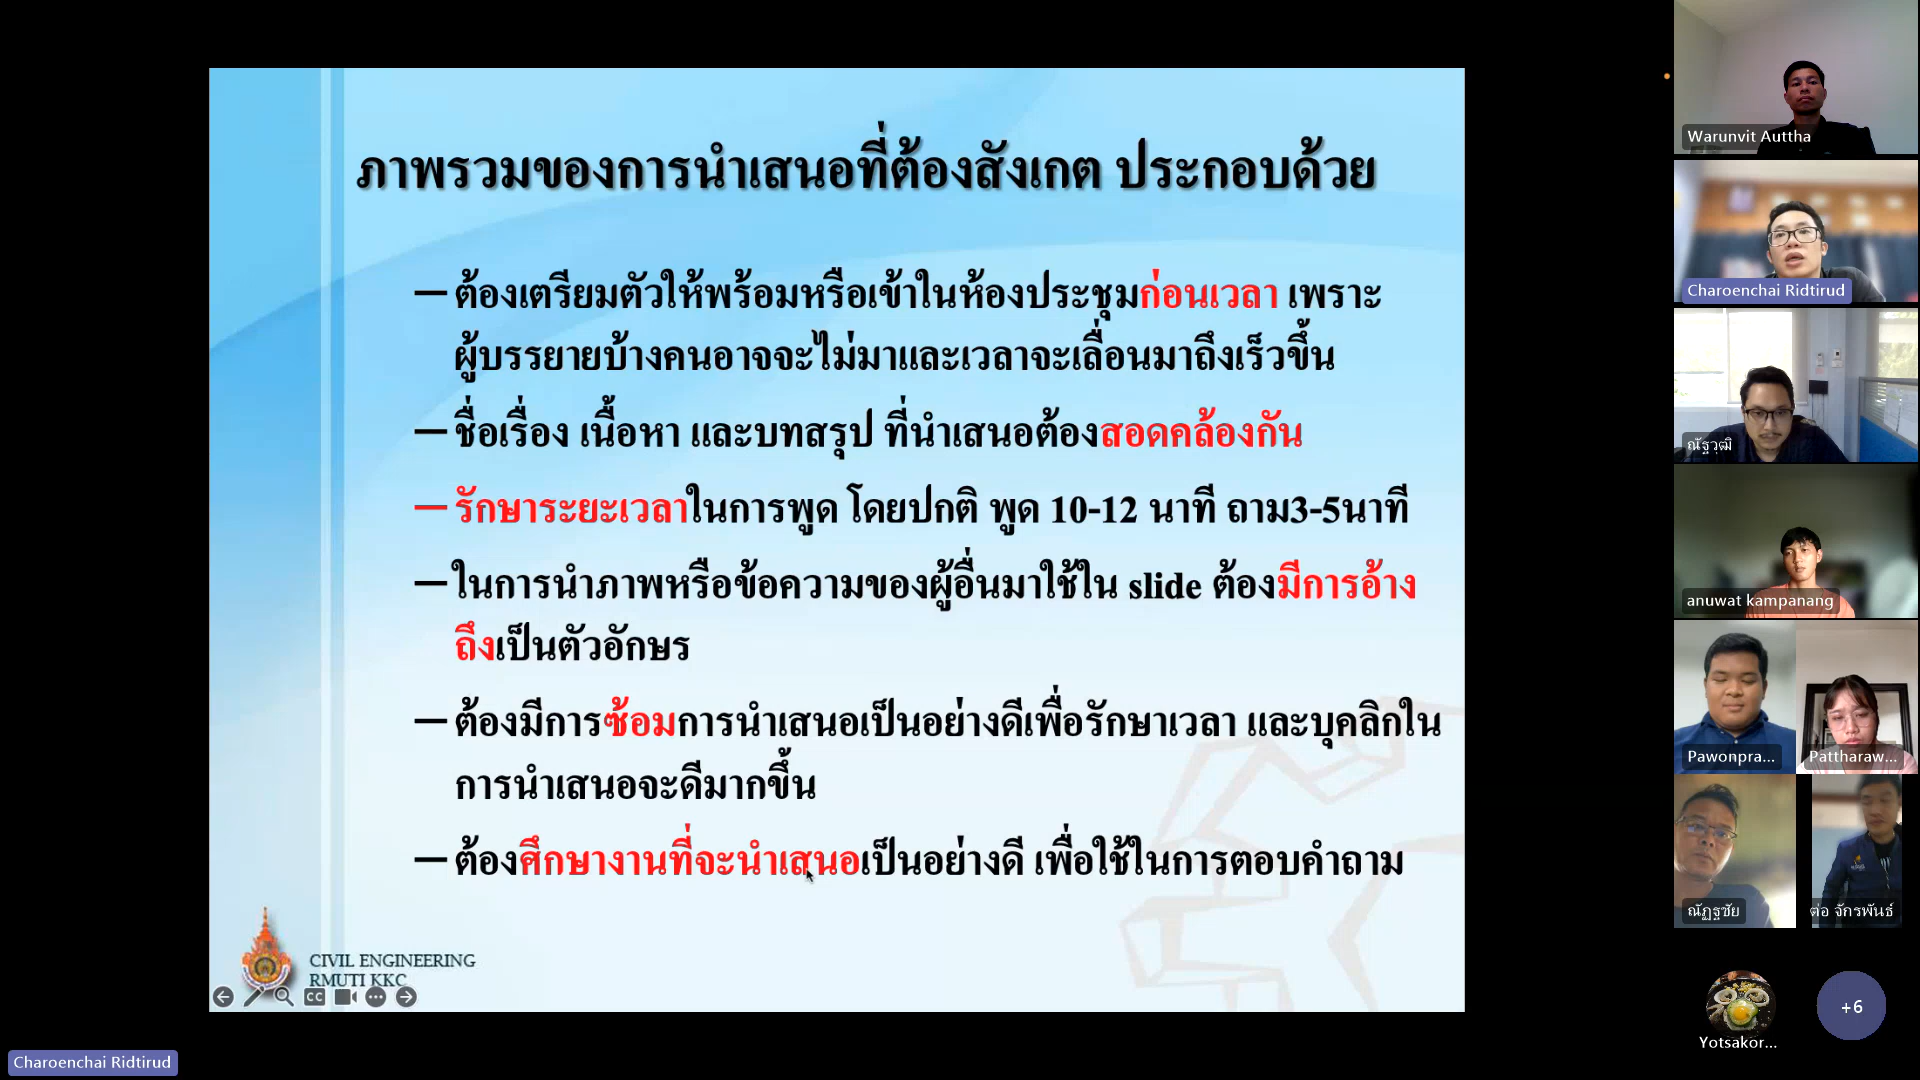 ภาพรวมของการนำเสนอที่ต้องสังเกต ประกอบด้วย
– ต้องเตรียมตัวให้พร้อมหรือเข้าในห้องประชุมก่อนเวลา เพราะ
ผู้บรรยายบ้างคนอาจจะไม่มาและเวลาจะเลื่อนมาถึงเร็วขึ้น
– ชื่อเรื่อง เนื้อหา และบทสรุป ที่นำเสนอต้องสอดคล้องกัน
– รักษาระยะเวลาในการพูด โดยปกติ พูด 10-12 นาที ถาม3-5นาที
– ในการนำภาพหรือข้อความของผู้อื่นมาใช้ใน slide ต้องมีการอ้าง
ถึงเป็นตัวอักษร
– ต้องมีการซ้อมการนำเสนอเป็นอย่างดีเพื่อรักษาเวลา และบุคลิกใน
การนำเสนอจะดีมากขึ้น
– ต้องศึกษางานที่จะนำเสนอเป็นอย่างดี เพื่อใช้ในการตอบคำถาม
CIVIL ENGINEERING
RMUTI KKC
CC
Charoenchai Ridtirud
Warunvit Auttha
Charoenchai Ridtirud
ณัฐวุฒิ
anuwat kampanang
Pawonpra...
Pattharaw...
ณัฏฐชัย
ต่อ จักรพันธ์
Yotsakor...
+6